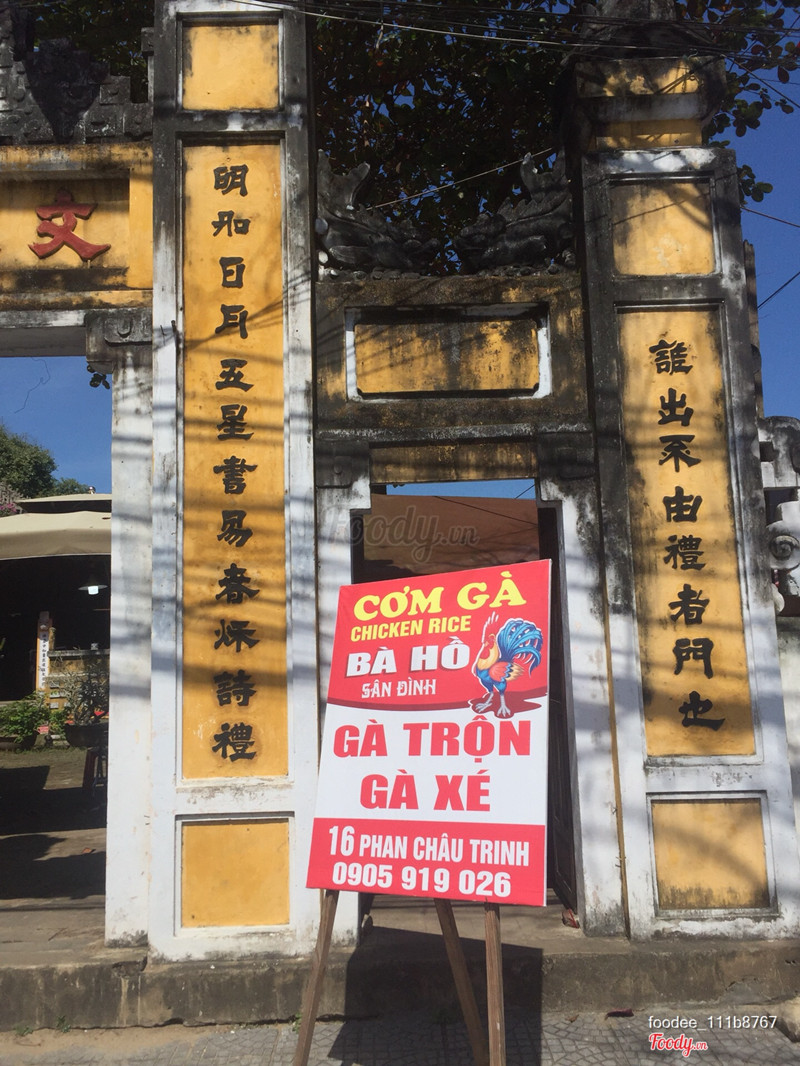 文
明如日月五星書易春秋詩禮
誰出不由禮者門也
Foody.vn
CƠM GÀ
CHICKEN RICE
BÀ HỒ
SÂN ĐÌNH
GÀ TRỘN
GÀ XÉ
16 PHAN CHÂU TRINH
0905 919 026
foodee_111b8767
Foody.vn